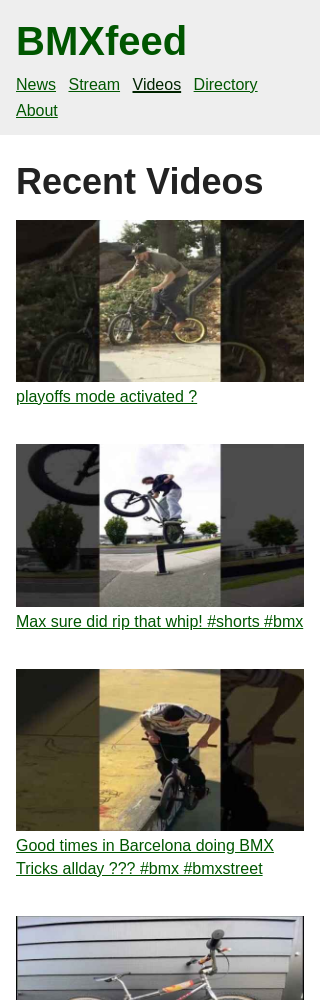 BMXfeed
News Stream Videos Directory
About
Recent Videos
playoffs mode activated ?
Max sure did rip that whip! #shorts #bmx
Good times in Barcelona doing BMX
Tricks allday ??? #bmx #bmxstreet